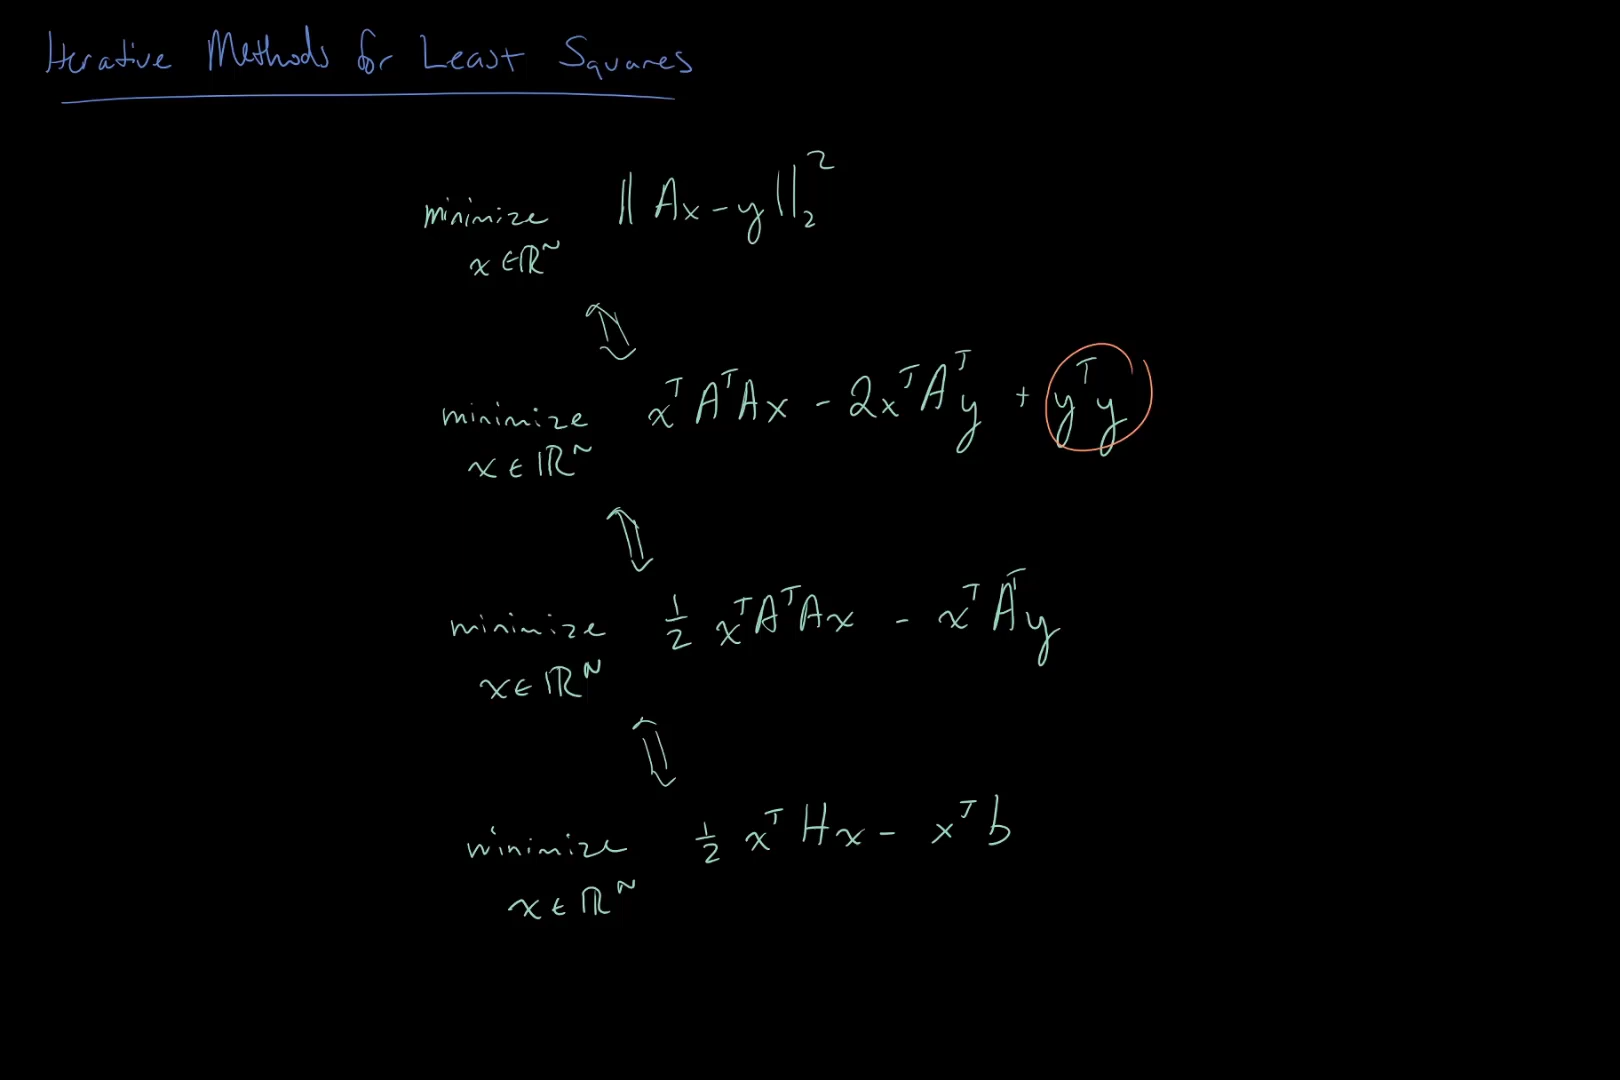 Iterative Methods for Least Squares
minimize ‖Ax − y‖₂²
x ∈ ℝᴺ
⇕
minimize xᵀAᵀAx − 2xᵀAᵀy + yᵀy
x ∈ ℝᴺ
⇕
minimize ½ xᵀAᵀAx − xᵀAᵀy
x ∈ ℝᴺ
⇕
minimize ½ xᵀHx − xᵀb
x ∈ ℝᴺ